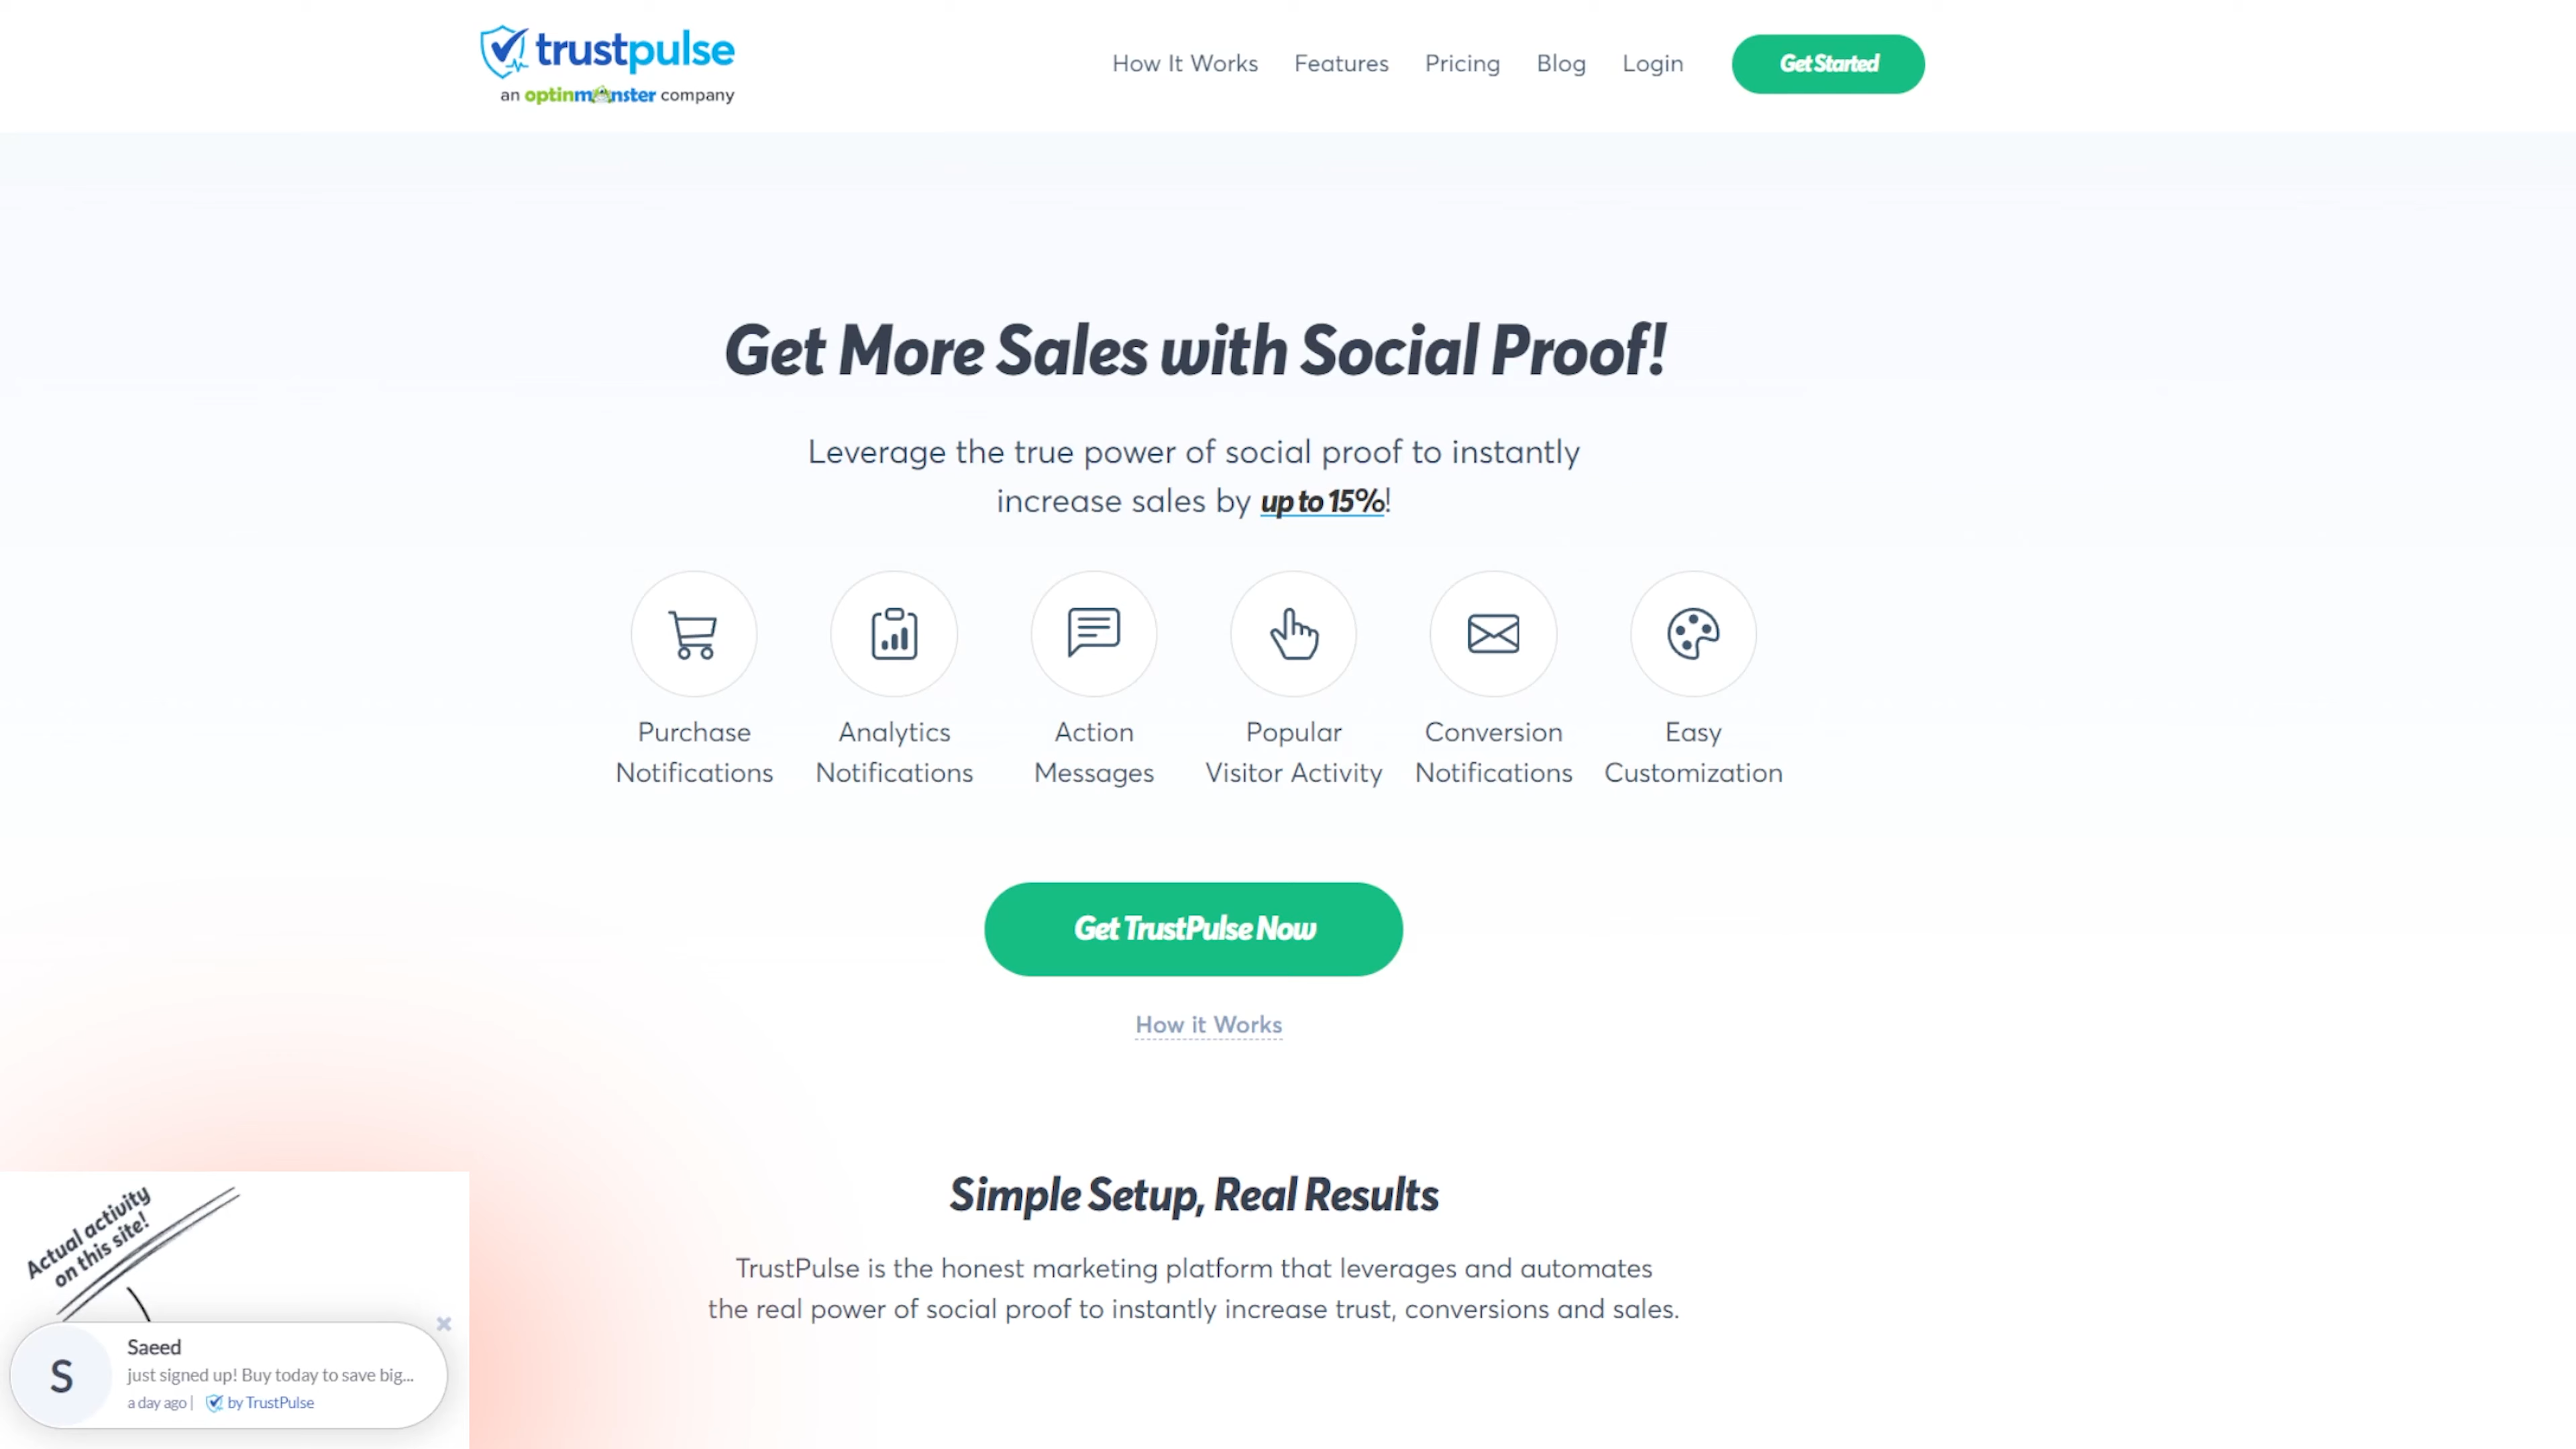 trustpulse
an optinmonster company
How It Works
Features
Pricing
Blog
Login
Get Started
Get More Sales with Social Proof!
Leverage the true power of social proof to instantly
increase sales by up to 15%!
Purchase
Notifications
Analytics
Notifications
Action
Messages
Popular
Visitor Activity
Conversion
Notifications
Easy
Customization
Get TrustPulse Now
How it Works
Simple Setup, Real Results
TrustPulse is the honest marketing platform that leverages and automates
the real power of social proof to instantly increase trust, conversions and sales.
Actual activity
on this site!
S
Saeed
just signed up! Buy today to save big...
a day ago | by TrustPulse